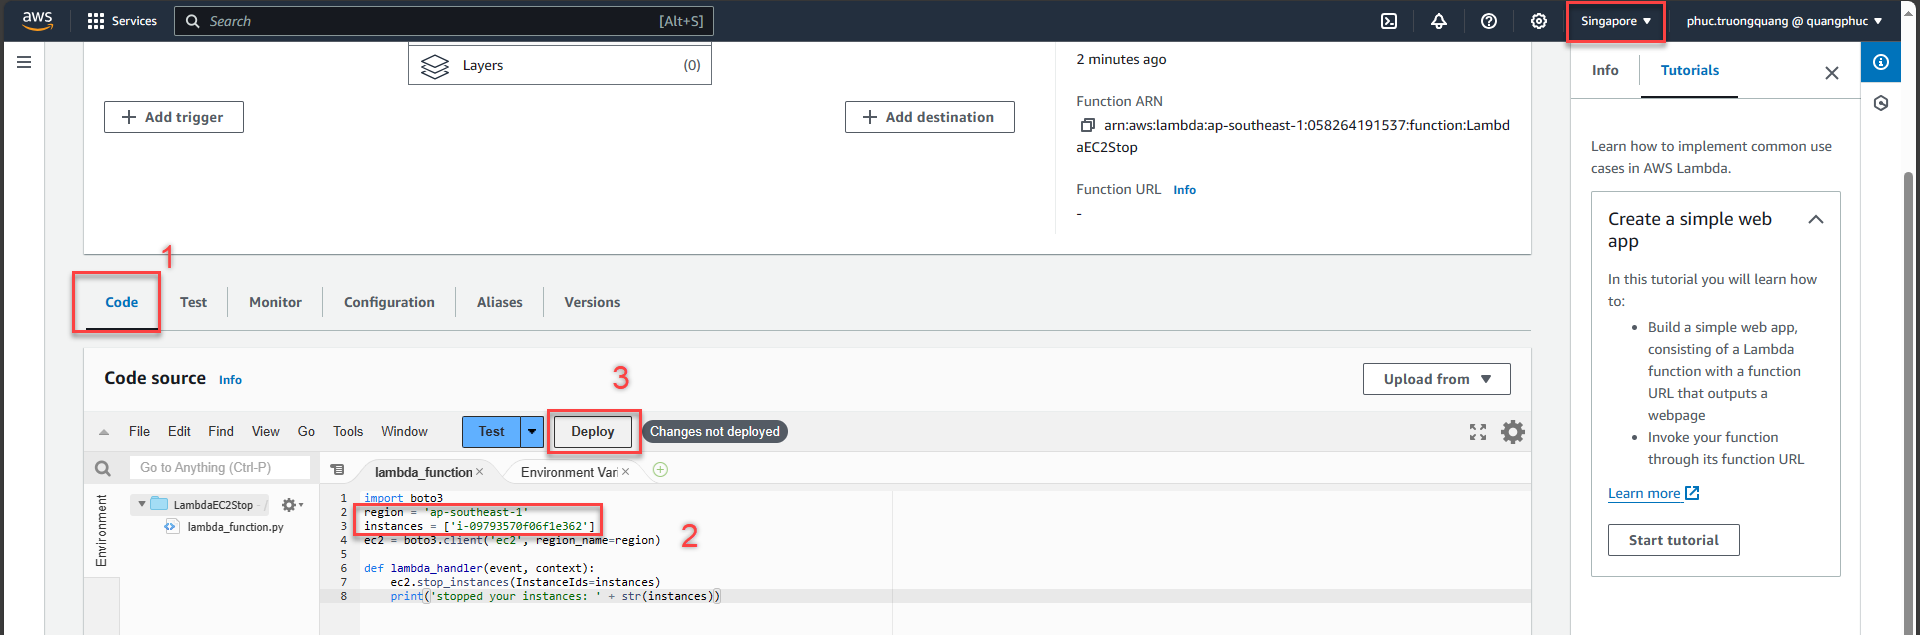 aws
Services
Search
[Alt+S]
Singapore ▼
phuc.truongquang @ quangphuc ▼
Layers
(0)
+ Add trigger
+ Add destination
2 minutes ago
Function ARN
arn:aws:lambda:ap-southeast-1:058264191537:function:Lambd
aEC2Stop
Function URL Info
-
Info
Tutorials
Learn how to implement common use
cases in AWS Lambda.
Create a simple web
app
In this tutorial you will learn how
to:
• Build a simple web app,
consisting of a Lambda
function with a function
URL that outputs a
webpage
• Invoke your function
through its function URL
Learn more
Start tutorial
1
Code
Test
Monitor
Configuration
Aliases
Versions
Code source Info
3
Upload from ▼
File
Edit
Find
View
Go
Tools
Window
Test
Deploy
Changes not deployed
Go to Anything (Ctrl-P)
lambda_function ×
Environment Var ×
Environment
LambdaEC2Stop - /
lambda_function.py
1 import boto3
2 region = 'ap-southeast-1'
3 instances = ['i-09793570f06f1e362']
4 ec2 = boto3.client('ec2', region_name=region)
5
6 def lambda_handler(event, context):
7 ec2.stop_instances(InstanceIds=instances)
8 print('stopped your instances: ' + str(instances))
2